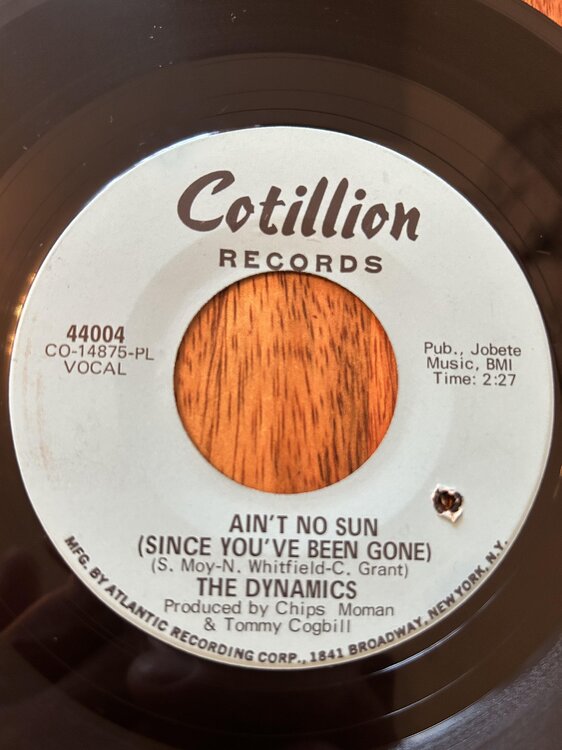 Cotillion
RECORDS
44004
CO-14875-PL
VOCAL
Pub., Jobete
Music, BMI
Time: 2:27
AIN'T NO SUN
(SINCE YOU'VE BEEN GONE)
(S. Moy-N. Whitfield-C. Grant)
THE DYNAMICS
Produced by Chips Moman
& Tommy Cogbill
MFG. BY ATLANTIC RECORDING CORP., 1841 BROADWAY, NEW YORK, N.Y.